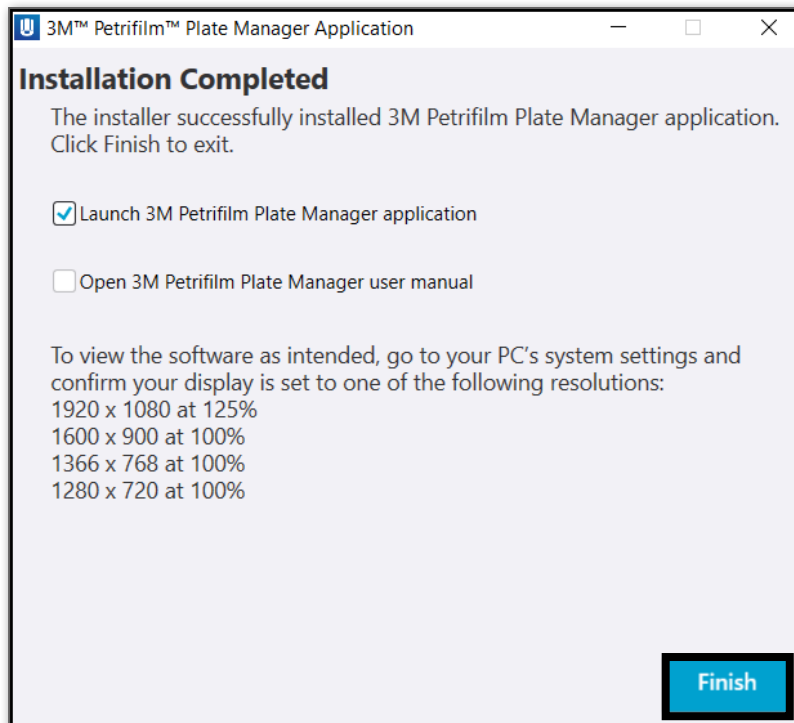 3M™ Petrifilm™ Plate Manager Application
Installation Completed
The installer successfully installed 3M Petrifilm Plate Manager application.
Click Finish to exit.
Launch 3M Petrifilm Plate Manager application
Open 3M Petrifilm Plate Manager user manual
To view the software as intended, go to your PC's system settings and
confirm your display is set to one of the following resolutions:
1920 x 1080 at 125%
1600 x 900 at 100%
1366 x 768 at 100%
1280 x 720 at 100%
Finish